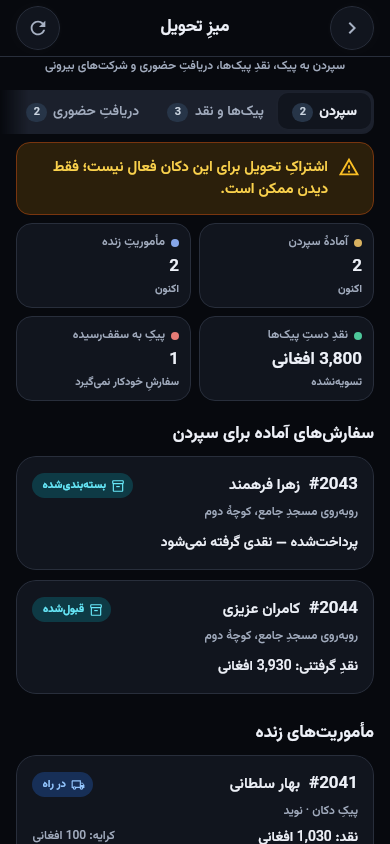 میزِ تحویل
سپردن به پیک، نقدِ پیک‌ها، دریافتِ حضوری و شرکت‌های بیرونی
سپردن 2
پیک‌ها و نقد 3
دریافتِ حضوری 2
اشتراکِ تحویل برای این دکان فعال نیست؛ فقط
دیدن ممکن است.
آمادهٔ سپردن
2
اکنون
مأموریتِ زنده
2
اکنون
نقدِ دستِ پیک‌ها
3,800 افغانی
تسویه‌نشده
پیکِ به سقف‌رسیده
1
سفارشِ خودکار نمی‌گیرد
سفارش‌های آماده برای سپردن
#2043 زهرا فرهمند
بسته‌بندی‌شده
روبه‌روی مسجدِ جامع، کوچهٔ دوم
پرداخت‌شده — نقدی گرفته نمی‌شود
#2044 کامران عزیزی
قبول‌شده
روبه‌روی مسجدِ جامع، کوچهٔ دوم
نقدِ گرفتنی: 3,930 افغانی
مأموریت‌های زنده
#2041 بهار سلطانی
در راه
پیکِ دکان · نوید
نقد: 1,030 افغانی
کرایه: 100 افغانی